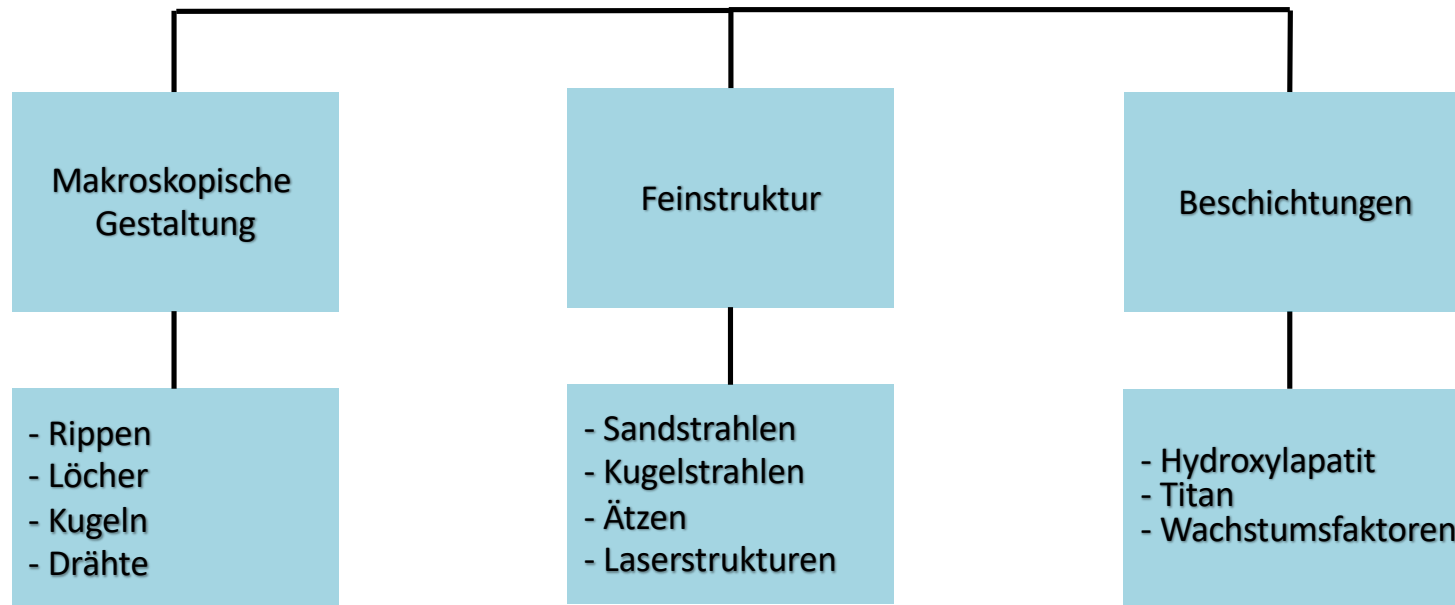 Makroskopische
Gestaltung
Feinstruktur
Beschichtungen
- Rippen
- Löcher
- Kugeln
- Drähte
- Sandstrahlen
- Kugelstrahlen
- Ätzen
- Laserstrukturen
- Hydroxylapatit
- Titan
- Wachstumsfaktoren